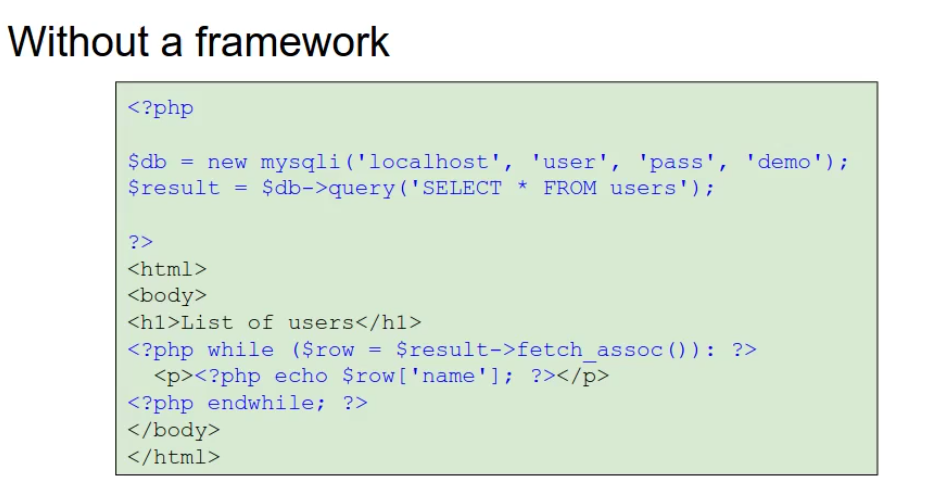 Without a framework
<?php
$db = new mysqli('localhost', 'user', 'pass', 'demo');
$result = $db->query('SELECT * FROM users');
?>
<html>
<body>
<h1>List of users</h1>
<?php while ($row = $result->fetch_assoc()): ?>
  <p><?php echo $row['name']; ?></p>
<?php endwhile; ?>
</body>
</html>